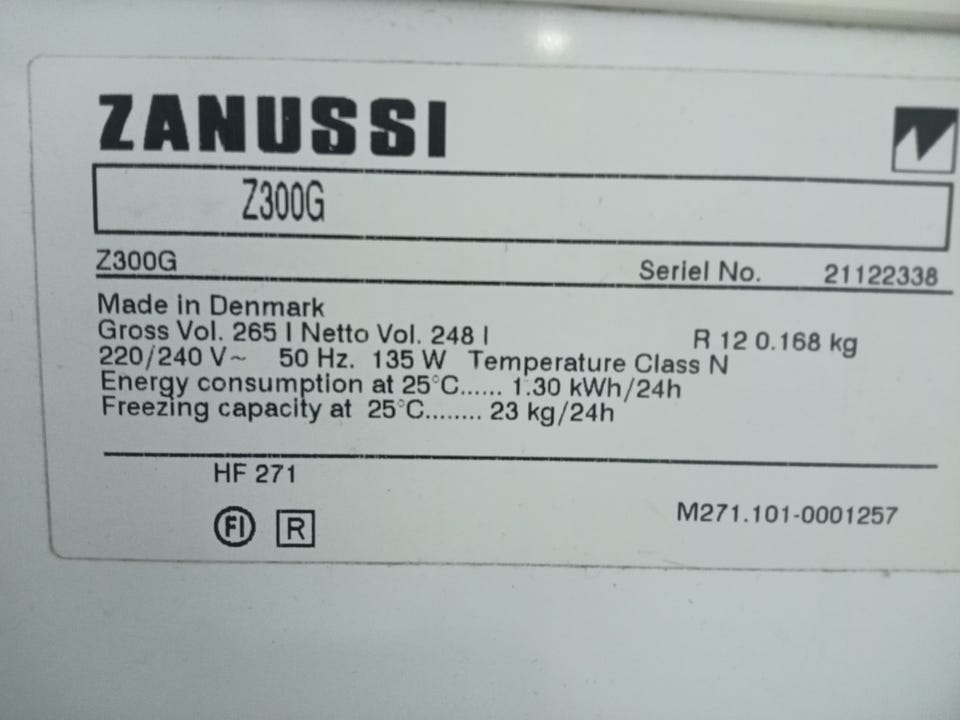 ZANUSSI
Z300G
Z300G Seriel No. 21122338
Made in Denmark
Gross Vol. 265 l Netto Vol. 248 l R 12 0.168 kg
220/240 V~ 50 Hz. 135 W Temperature Class N
Energy consumption at 25°C...... 1.30 kWh/24h
Freezing capacity at 25°C........ 23 kg/24h
HF 271
FI R M271.101-0001257